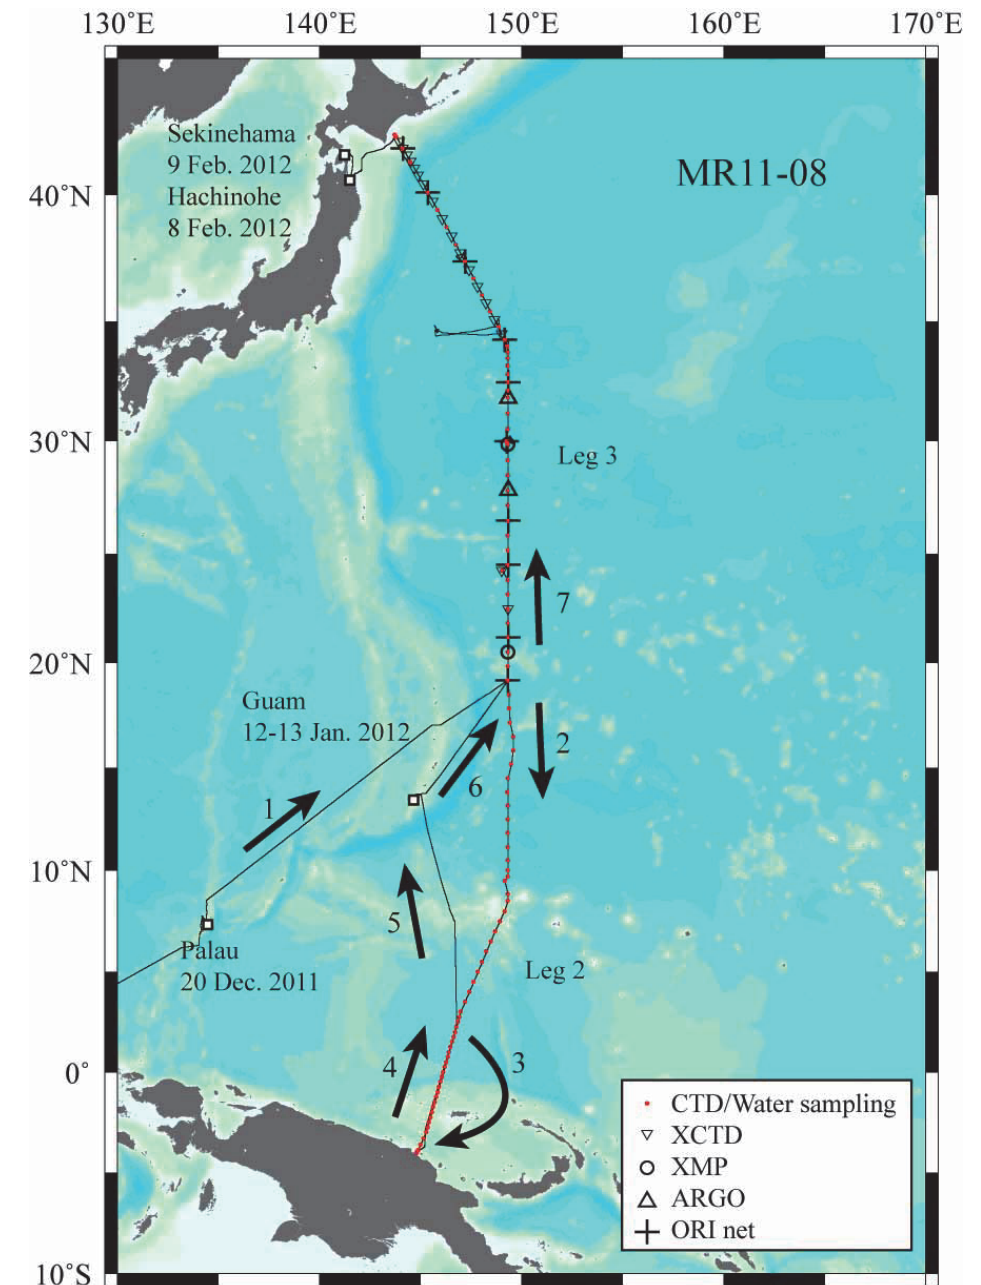 130°E 140°E 150°E 160°E 170°E
Sekinehama
9 Feb. 2012
Hachinohe
8 Feb. 2012
MR11-08
40°N
30°N
Leg 3
7
20°N
Guam
12-13 Jan. 2012
2
6
1
10°N
5
Palau
20 Dec. 2011
Leg 2
4
3
0°
CTD/Water sampling
XCTD
XMP
ARGO
ORI net
10°S